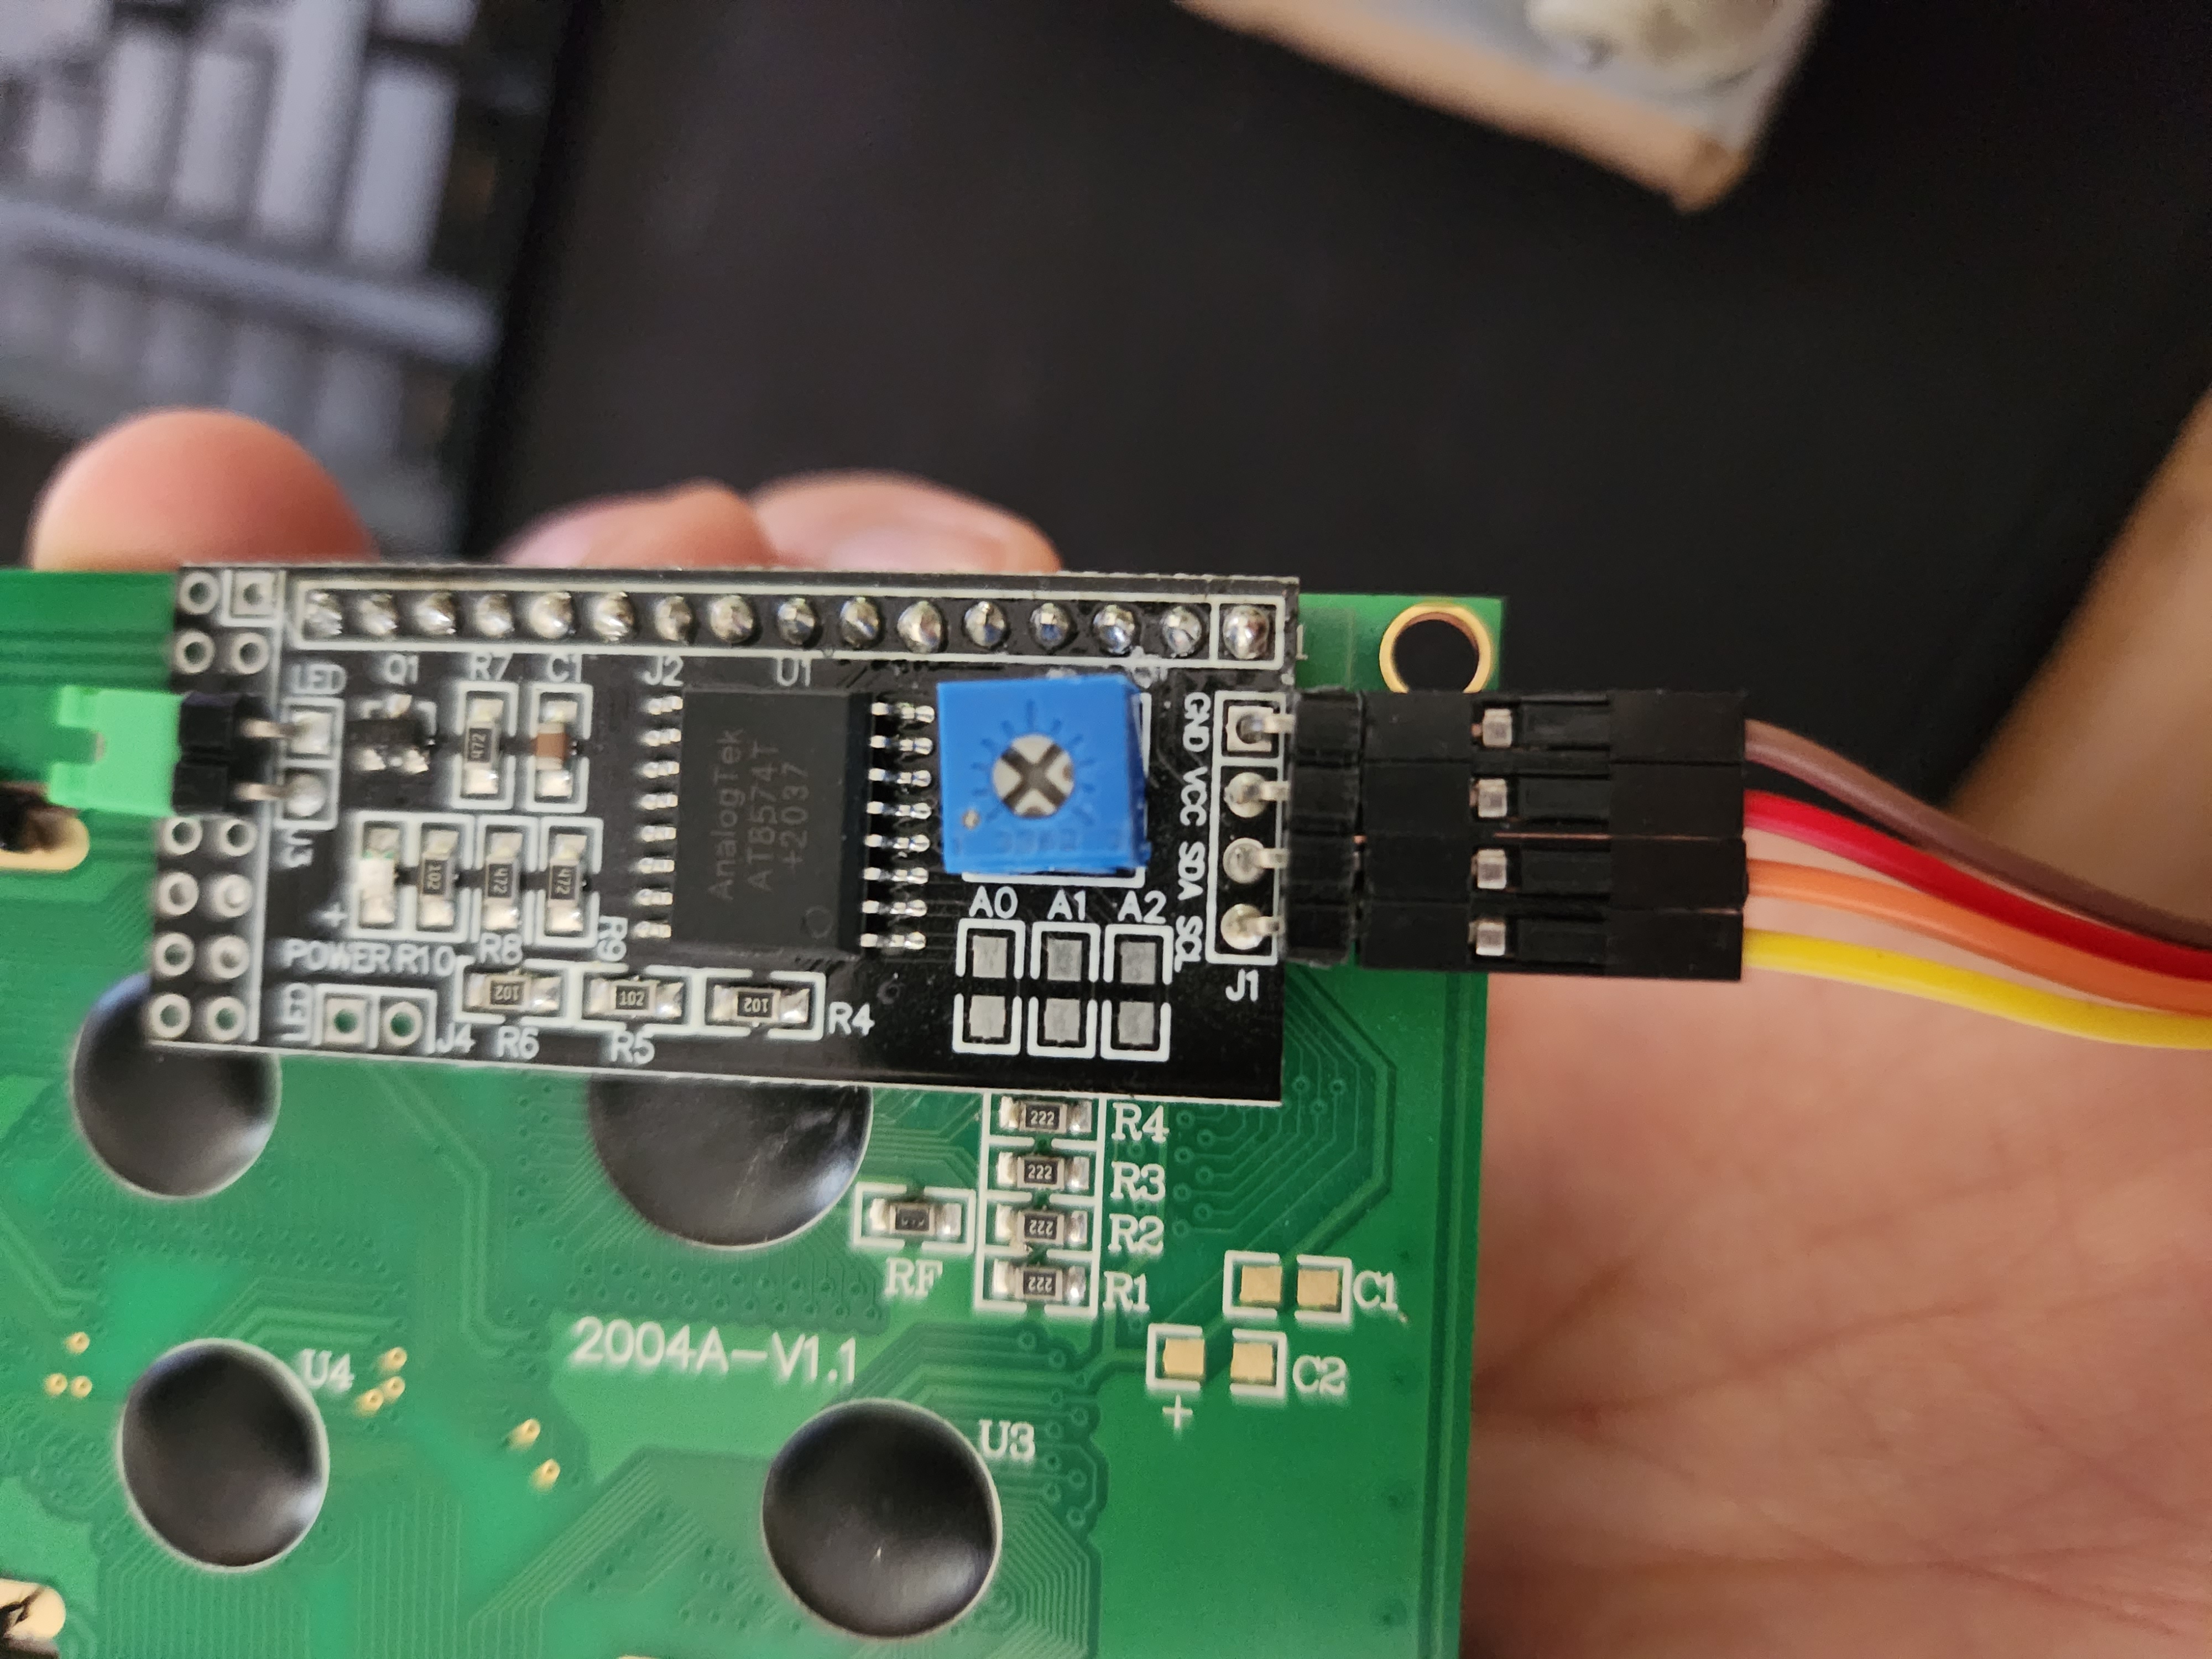 U4
2004A-V1.1
U3
RF
R1
R2
R3
R4
+
C2
C1
LED
J4
POWER
R10
+
102
R6
102
R8
472
472
R9
R5
102
102
R4
LED
Q1
R7
472
C1
J2
U1
AnalogTek
AT8574T
+2037
A0
A1
A2
222
222
222
222
SCL SDA VCC GND
J1